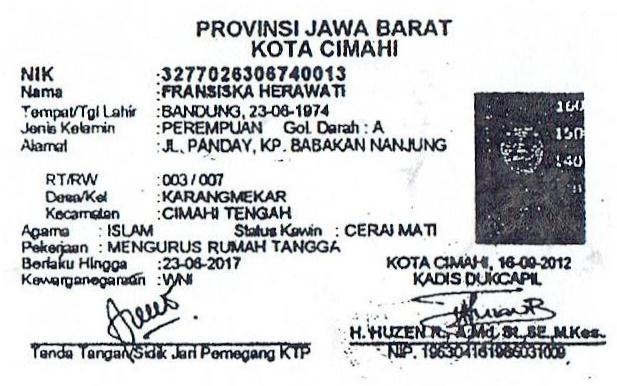 PROVINSI JAWA BARAT
KOTA CIMAHI
NIK :3277026306740013
Nama :FRANSISKA HERAWATI
Tempat/Tgl Lahir :BANDUNG, 23-06-1974
Jenis Kelamin :PEREMPUAN Gol. Darah : A
Alamat :JL. PANDAY, KP. BABAKAN NANJUNG
RT/RW :003 / 007
Desa/Kel :KARANGMEKAR
Kecamatan :CIMAHI TENGAH
Agama : ISLAM Status Kawin : CERAI MATI
Pekerjaan : MENGURUS RUMAH TANGGA
Berlaku Hingga :23-06-2017
Kewarganegaraan : WNI
160
150
140
KOTA CIMAHI, 16-09-2012
KADIS DUKCAPIL
H. HUZEN R., A.Md, St.,SE,M.Kes.
Tanda Tangan/Sidik Jari Pemegang KTP
NIP.